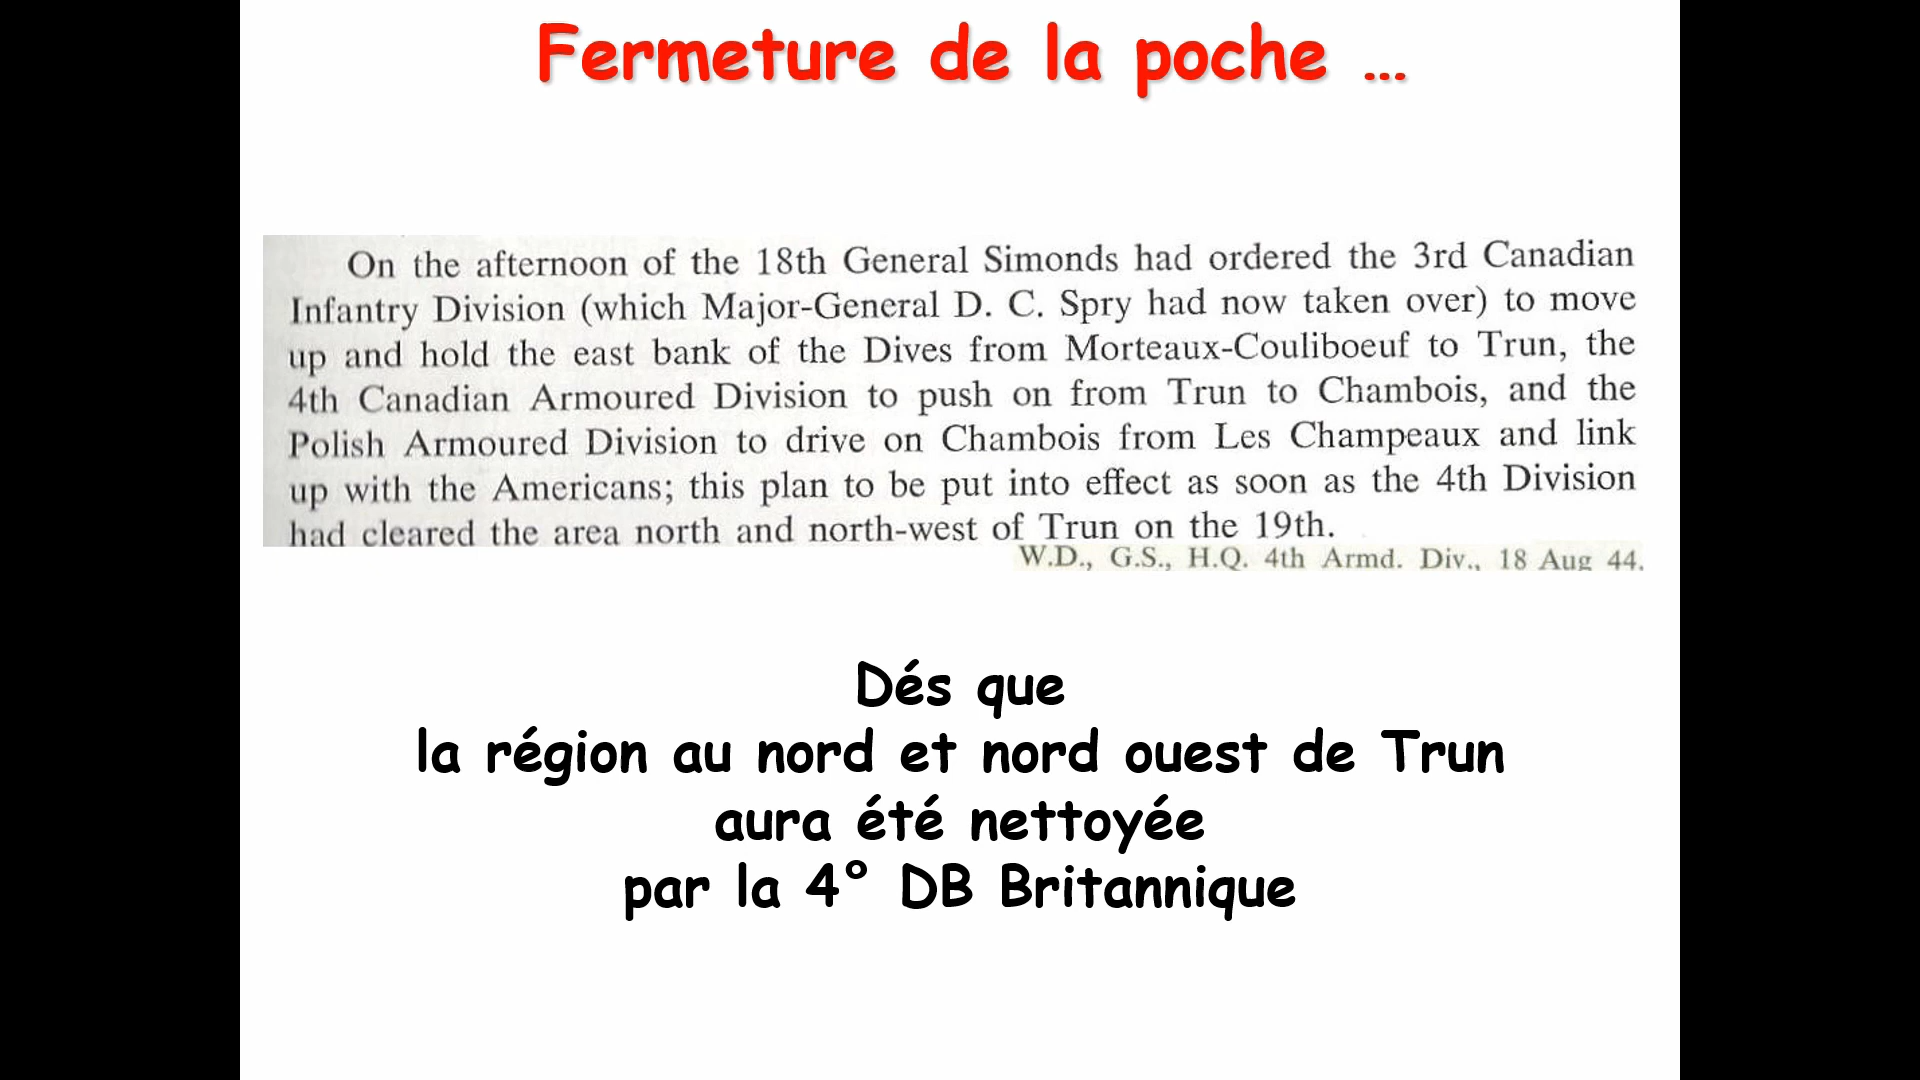 Fermeture de la poche ...
On the afternoon of the 18th General Simonds had ordered the 3rd Canadian
Infantry Division (which Major-General D. C. Spry had now taken over) to move
up and hold the east bank of the Dives from Morteaux-Couliboeuf to Trun, the
4th Canadian Armoured Division to push on from Trun to Chambois, and the
Polish Armoured Division to drive on Chambois from Les Champeaux and link
up with the Americans; this plan to be put into effect as soon as the 4th Division
had cleared the area north and north-west of Trun on the 19th.
W.D., G.S., H.Q. 4th Armd. Div., 18 Aug 44.
Dés que
la région au nord et nord ouest de Trun
aura été nettoyée
par la 4° DB Britannique